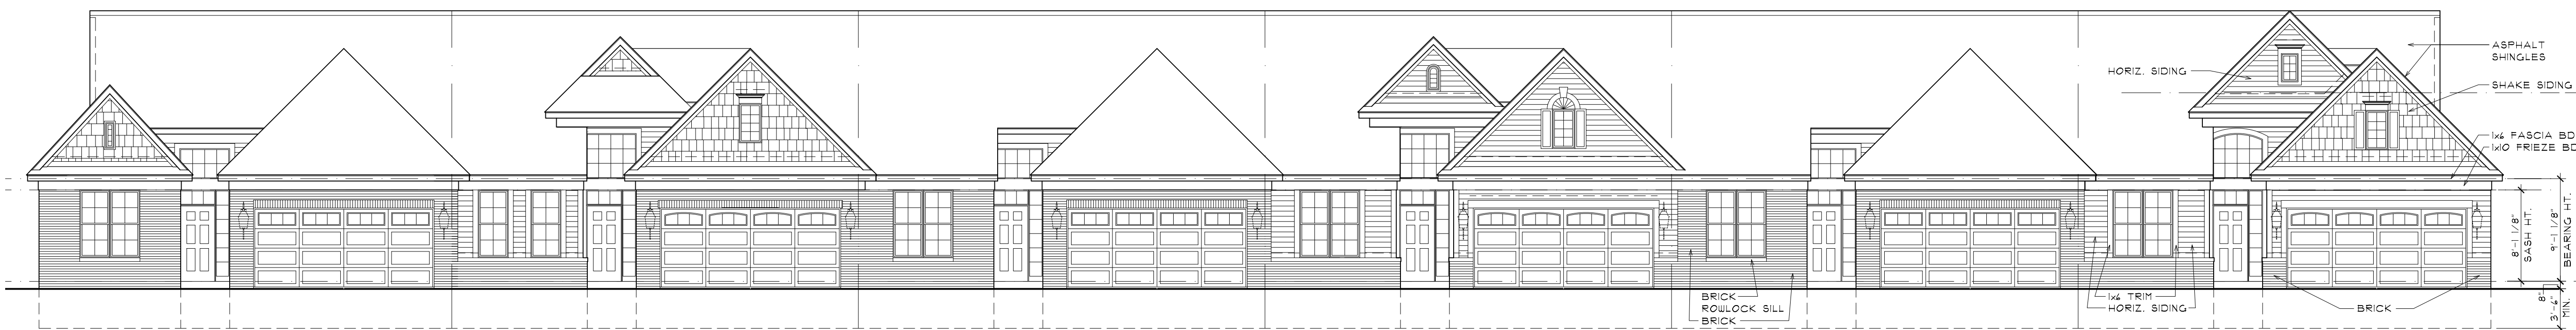 HORIZ. SIDING
ASPHALT
SHINGLES
SHAKE SIDING
1x6 FASCIA BD
1x10 FRIEZE BD
8'-1 1/8"
SASH HT.
9'-1 1/8"
BEARING HT.
BRICK
ROWLOCK SILL
BRICK
1x6 TRIM
HORIZ. SIDING
BRICK
8"
3'-6"
MIN.